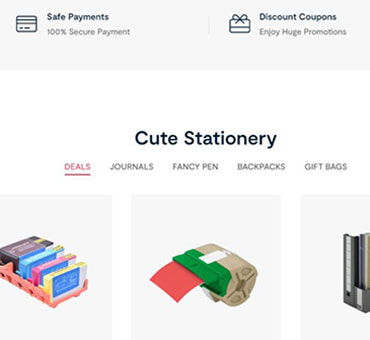 Safe Payments
100% Secure Payment
Discount Coupons
Enjoy Huge Promotions
Cute Stationery
DEALS JOURNALS FANCY PEN BACKPACKS GIFT BAGS